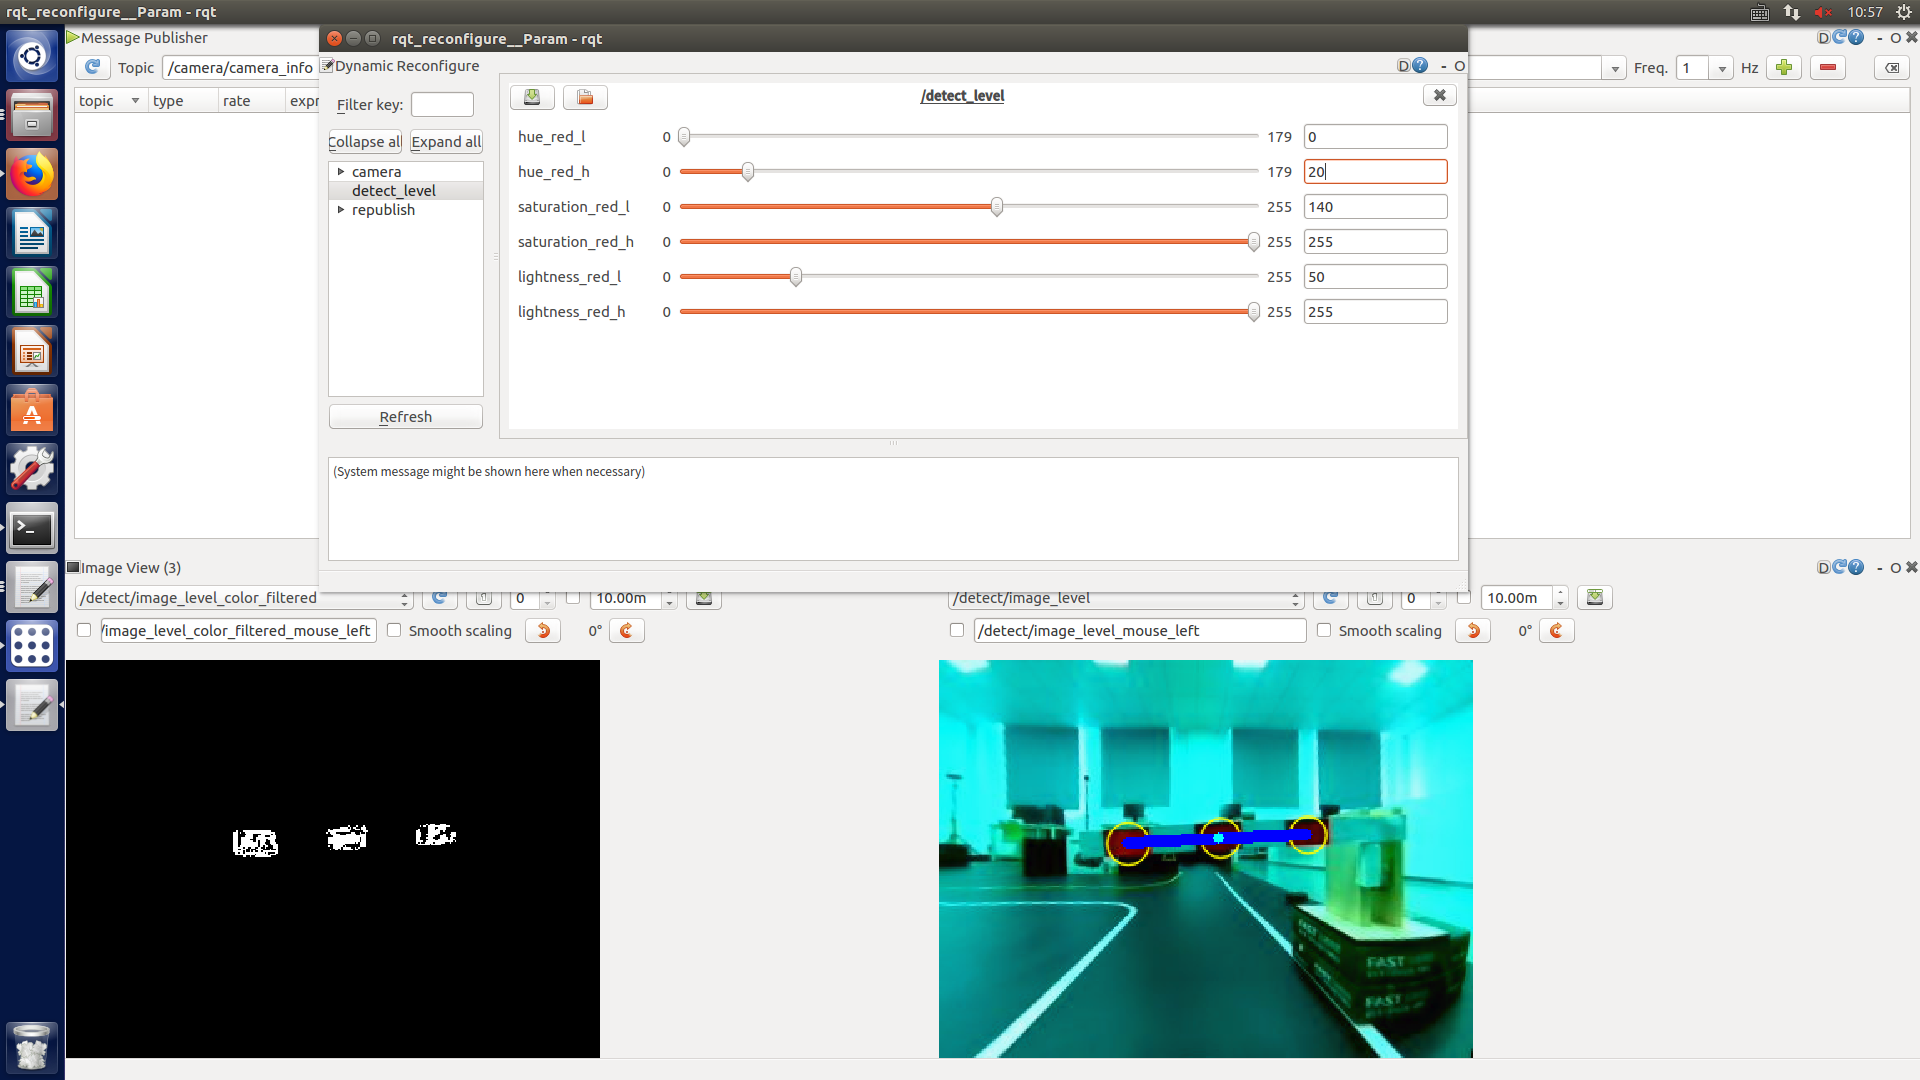 rqt_reconfigure__Param - rqt
10:57
Message Publisher
rqt_reconfigure__Param - rqt
D - O
Topic /camera/camera_info
Freq. 1 Hz
Dynamic Reconfigure
D - O
topic type rate expr
Filter key:
/detect_level
Collapse all Expand all
hue_red_l 0 179 0
camera
hue_red_h 0 179 20
detect_level
republish
saturation_red_l 0 255 140
saturation_red_h 0 255 255
lightness_red_l 0 255 50
lightness_red_h 0 255 255
Refresh
(System message might be shown here when necessary)
Image View (3)
D - O
/detect/image_level_color_filtered 0 10.00m
/detect/image_level 0 10.00m
/image_level_color_filtered_mouse_left Smooth scaling 0°
/detect/image_level_mouse_left Smooth scaling 0°
FAST
FAST
FAST